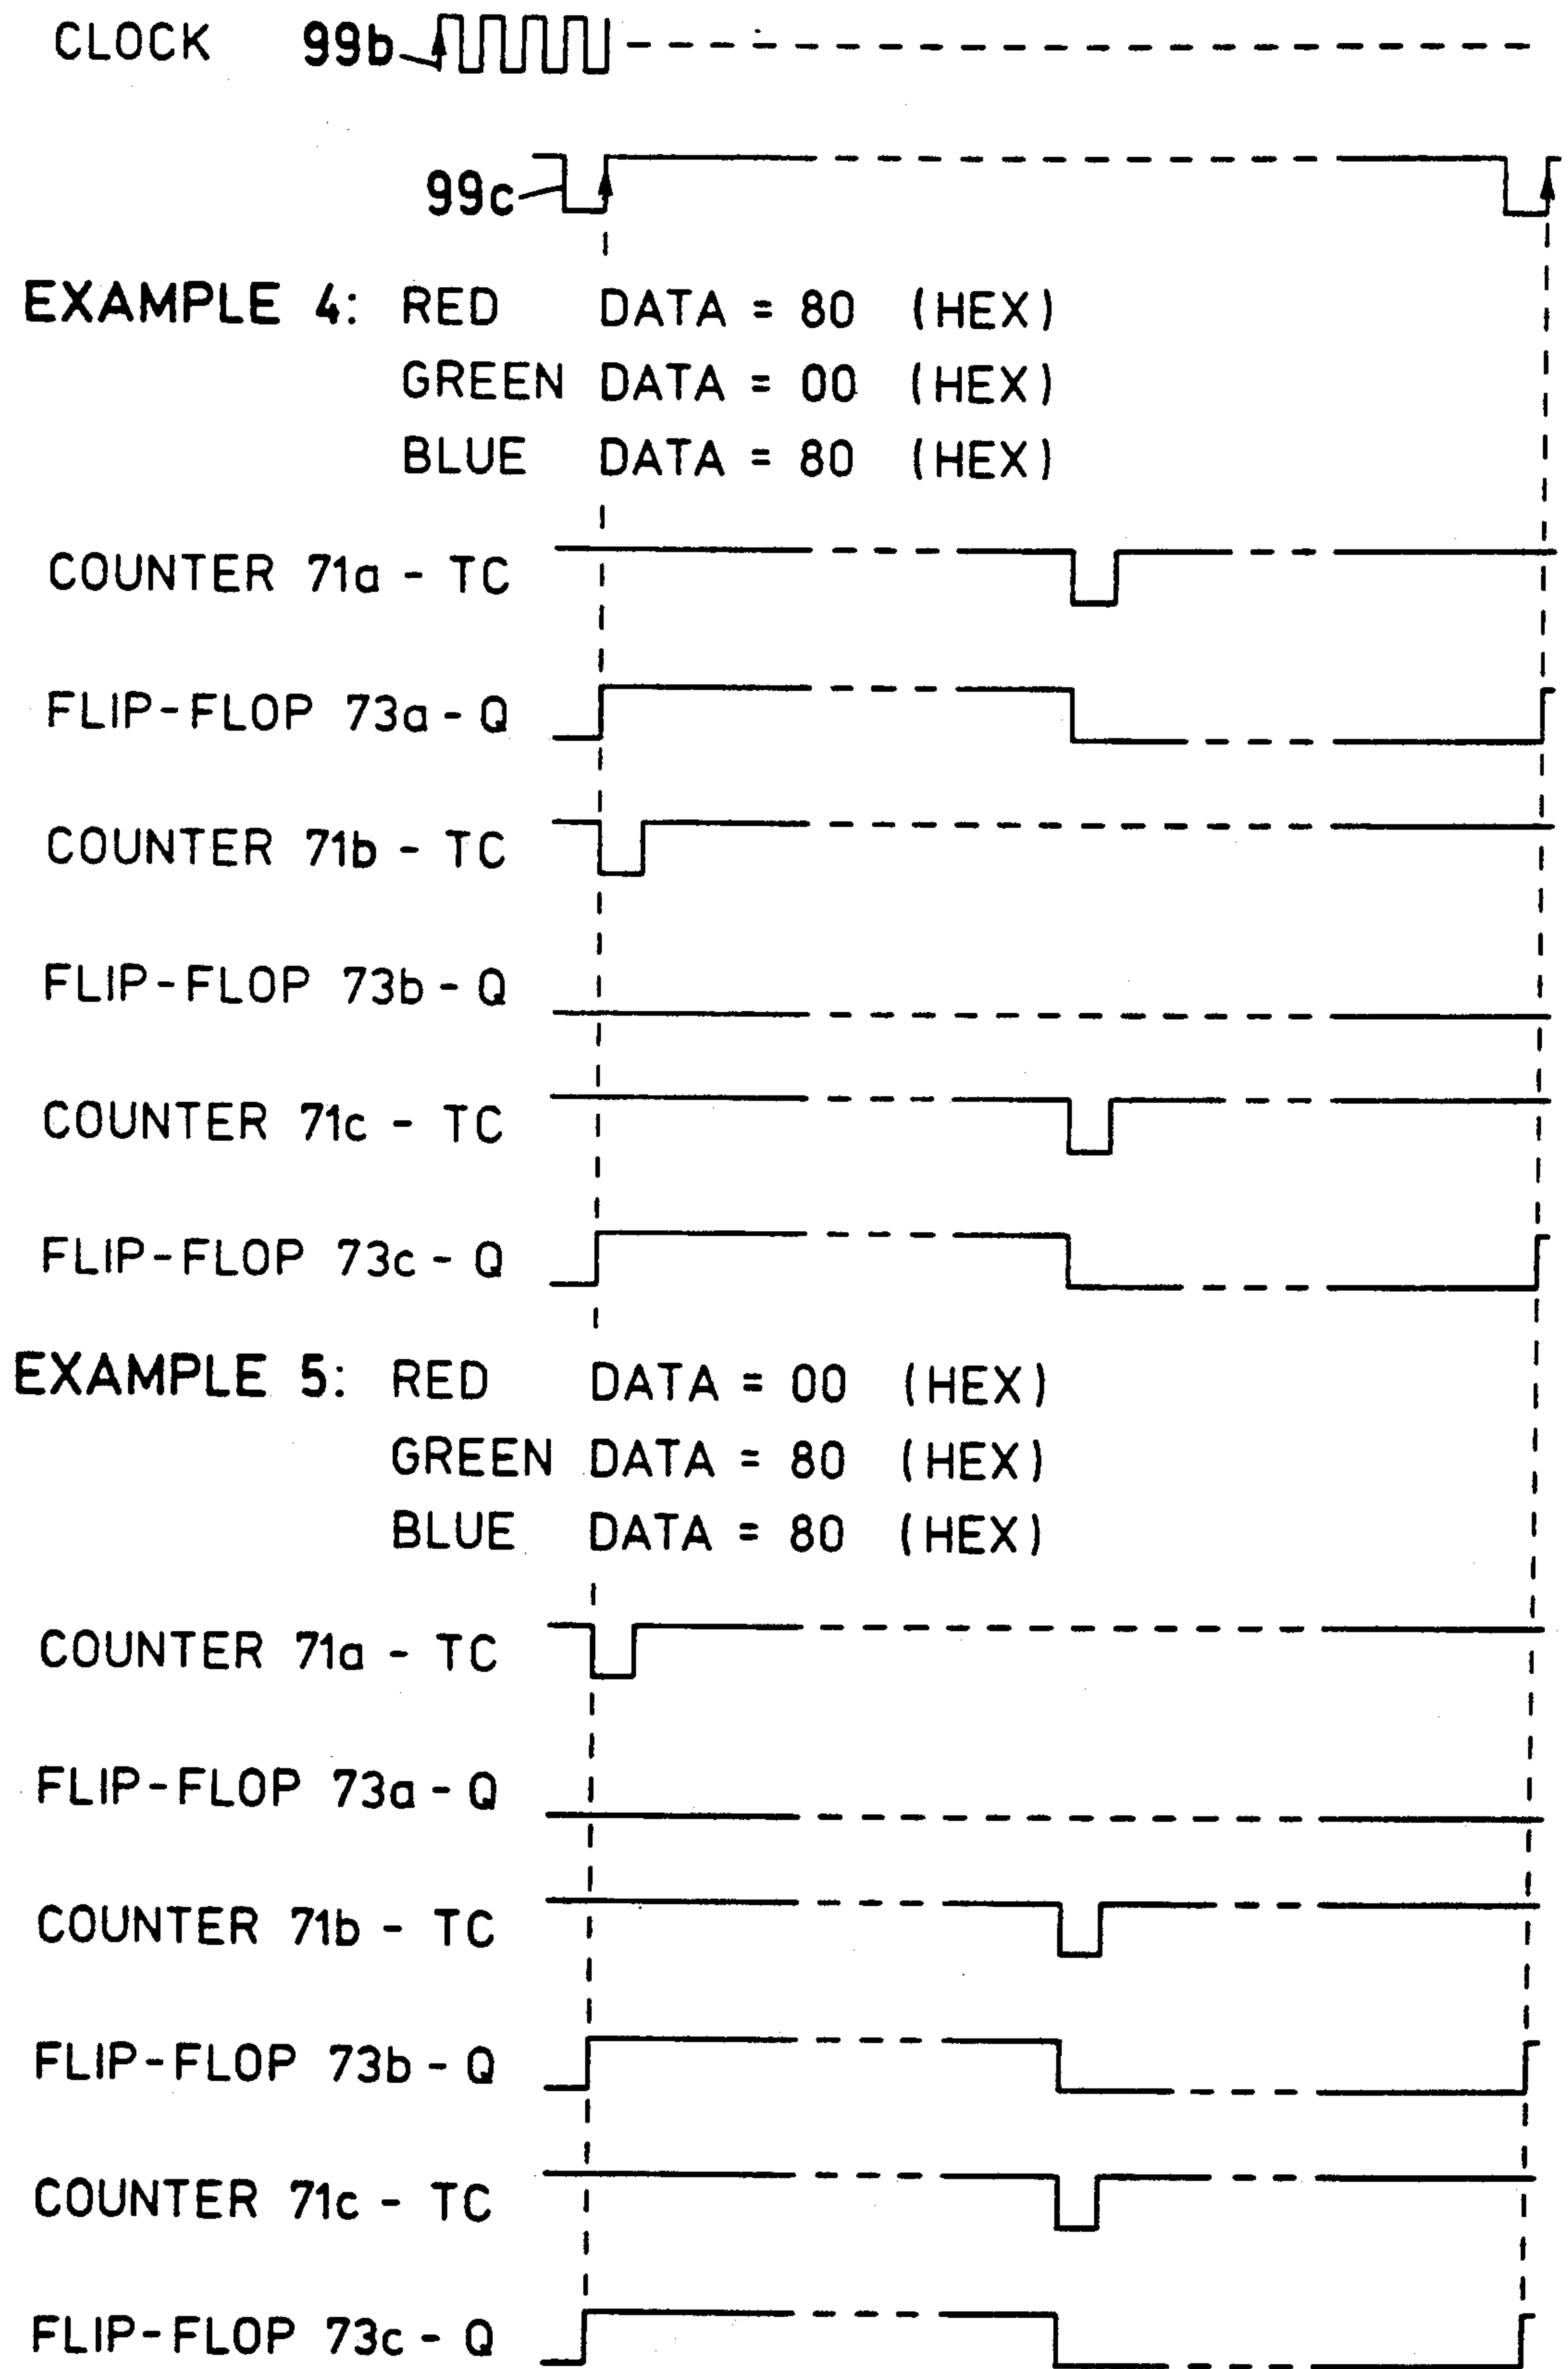 CLOCK 99b
99c
EXAMPLE 4: RED DATA = 80 (HEX)
GREEN DATA = 00 (HEX)
BLUE DATA = 80 (HEX)
COUNTER 71a - TC
FLIP-FLOP 73a - Q
COUNTER 71b - TC
FLIP-FLOP 73b - Q
COUNTER 71c - TC
FLIP-FLOP 73c - Q
EXAMPLE 5: RED DATA = 00 (HEX)
GREEN DATA = 80 (HEX)
BLUE DATA = 80 (HEX)
COUNTER 71a - TC
FLIP-FLOP 73a - Q
COUNTER 71b - TC
FLIP-FLOP 73b - Q
COUNTER 71c - TC
FLIP-FLOP 73c - Q